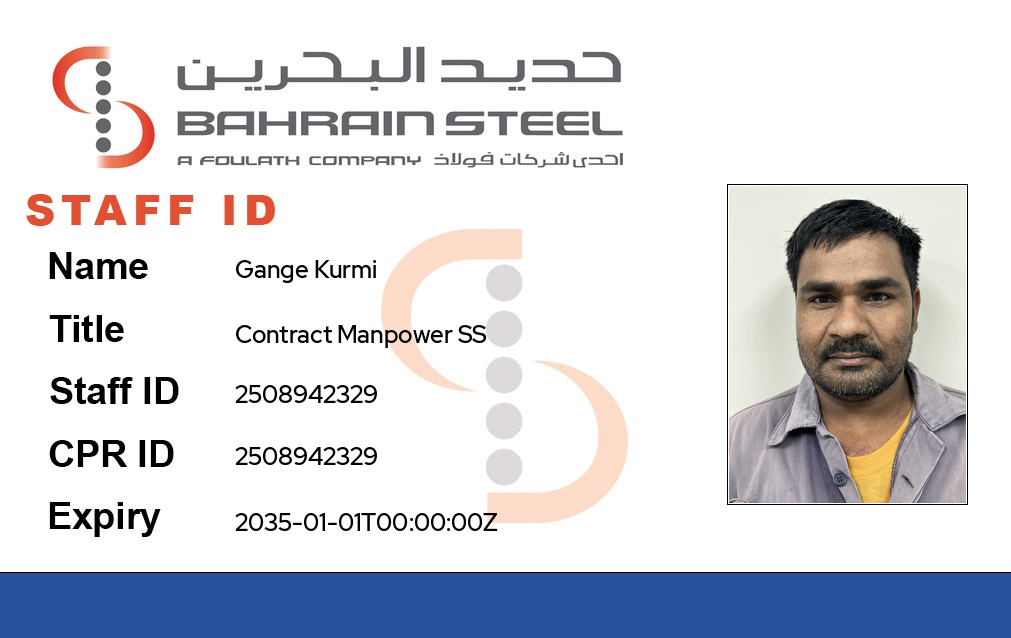 حديد البحرين
BAHRAIN STEEL
A FOULATH COMPANY احدى شركات فولاذ
STAFF ID
Name Gange Kurmi
Title Contract Manpower SS
Staff ID 2508942329
CPR ID 2508942329
Expiry 2035-01-01T00:00:00Z